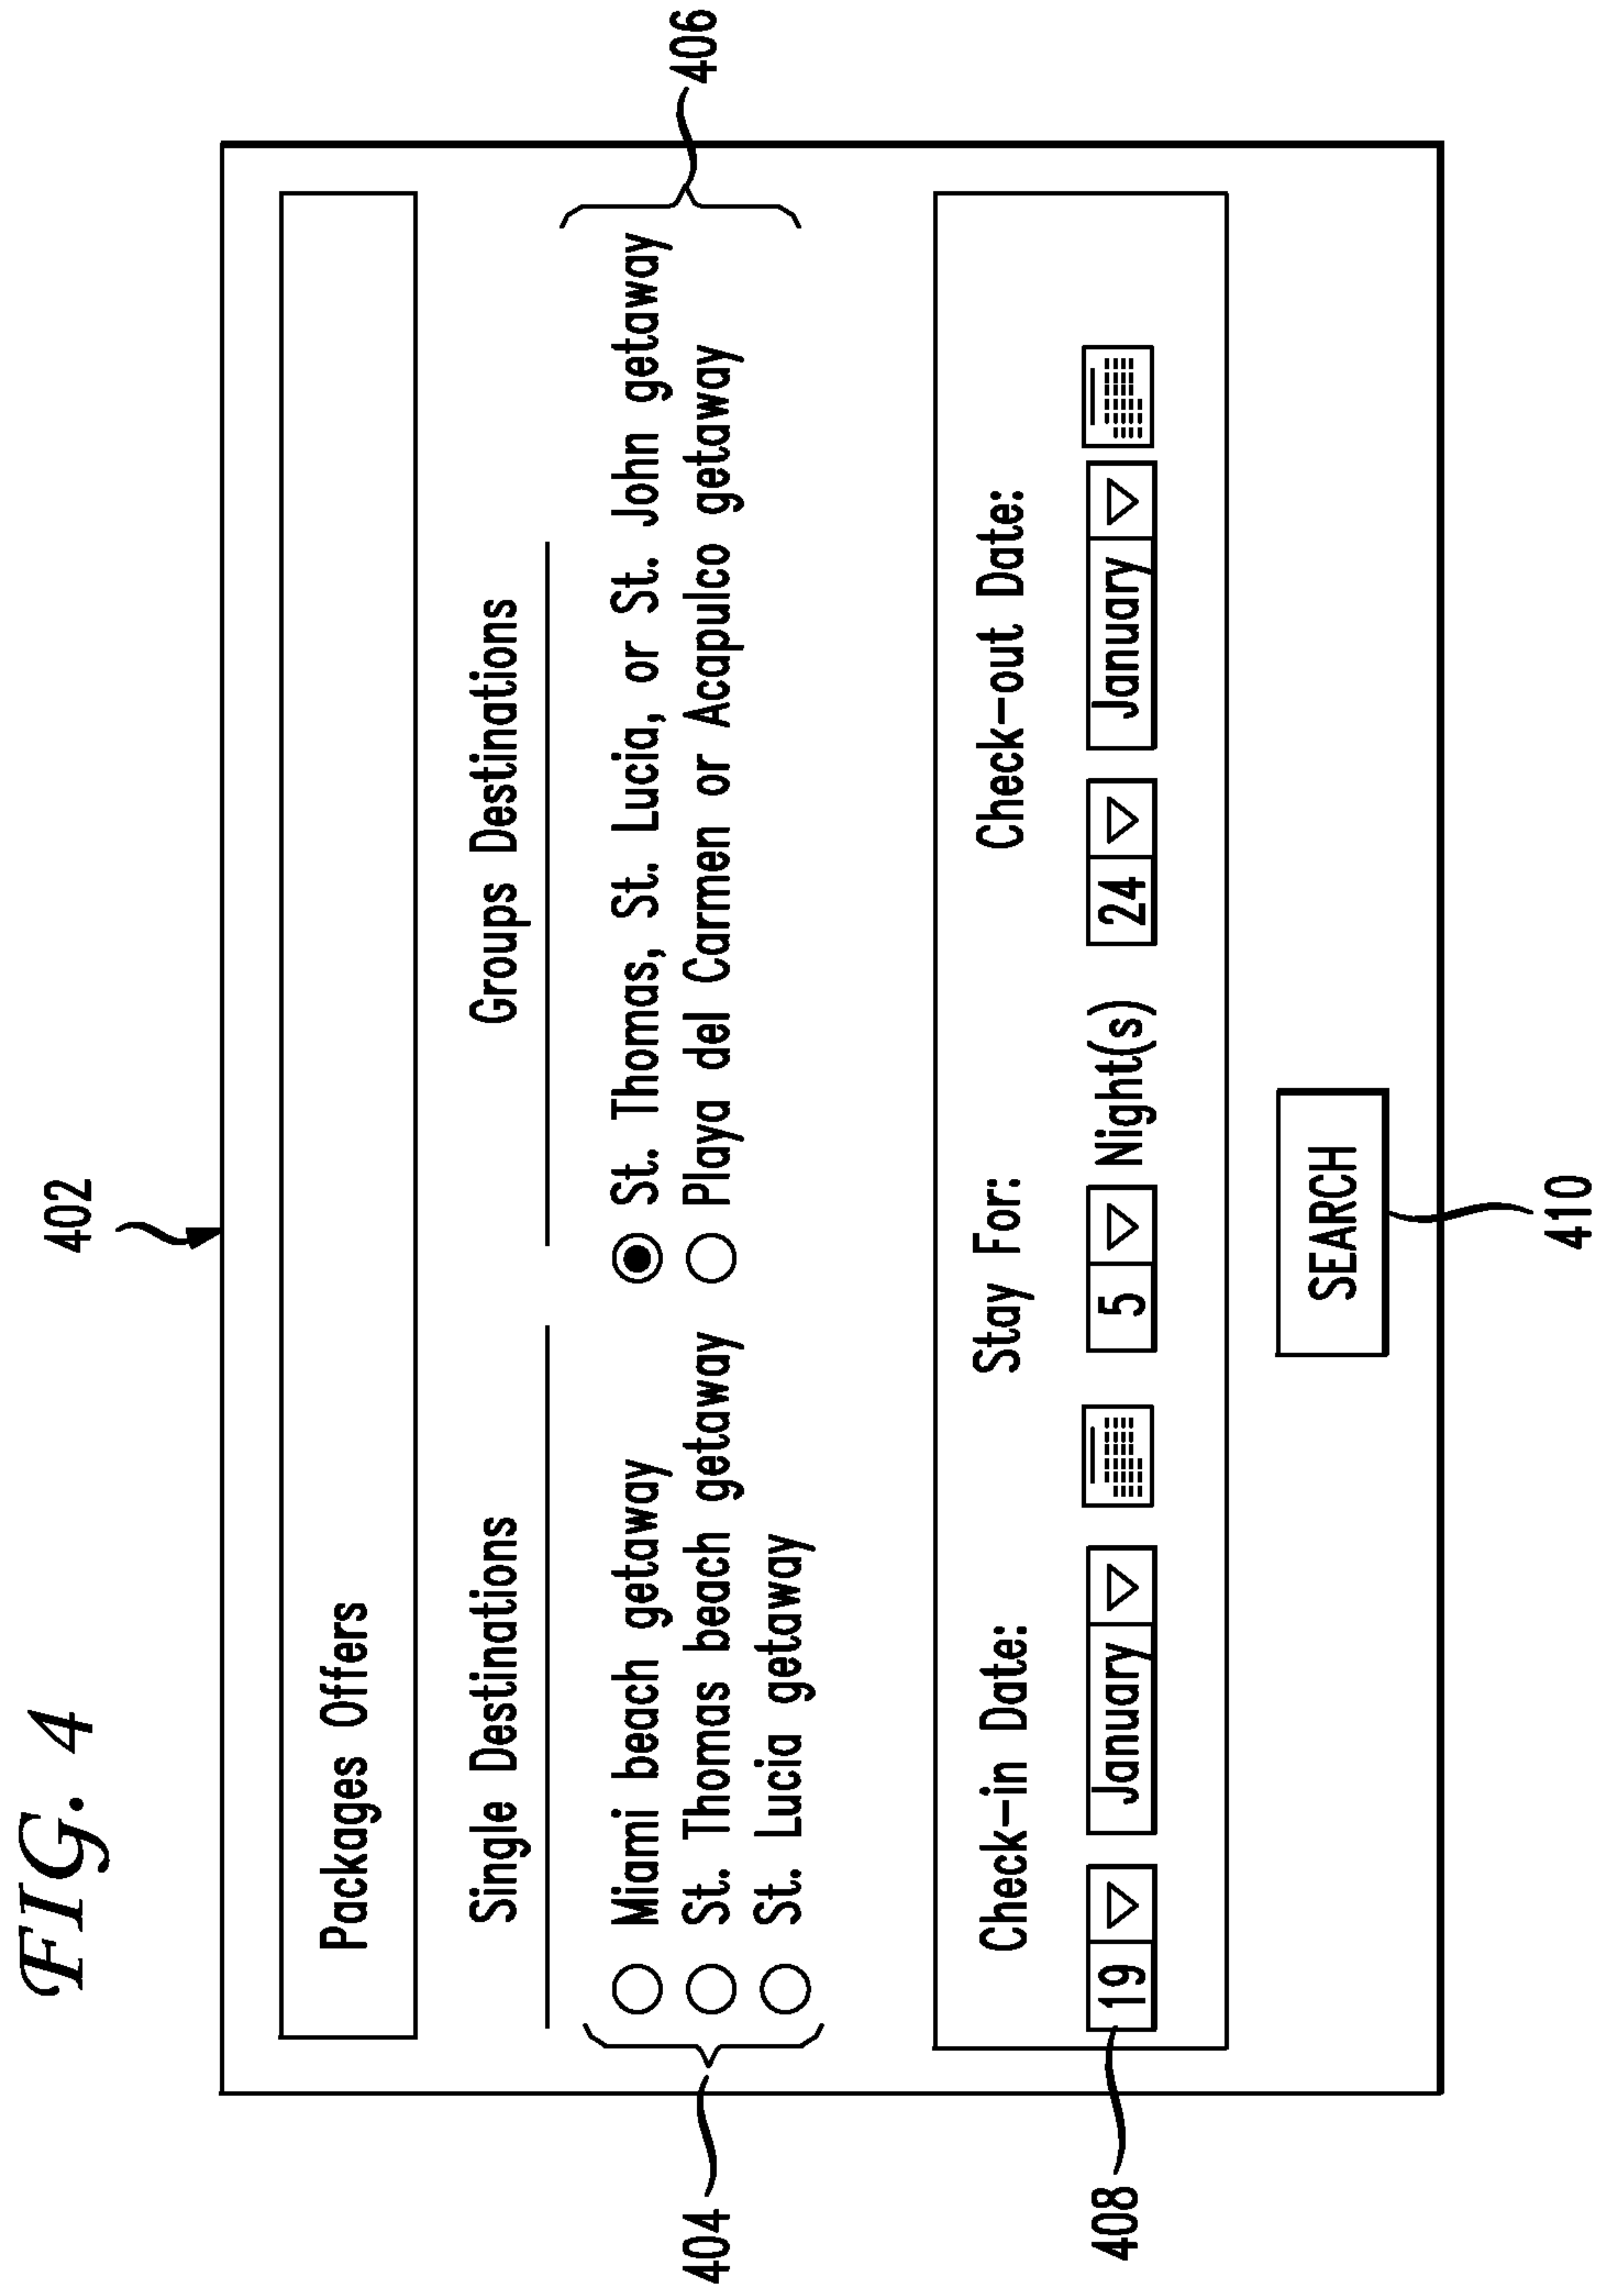 FIG. 4
402
Packages Offers
Single Destinations
Groups Destinations
Miami beach getaway
St. Thomas beach getaway
St. Lucia getaway
St. Thomas, St. Lucia, or St. John getaway
Playa del Carmen or Acapulco getaway
404
406
Check-in Date:
Stay For:
Check-out Date:
19 January 5 Night(s) 24 January
408
SEARCH
410